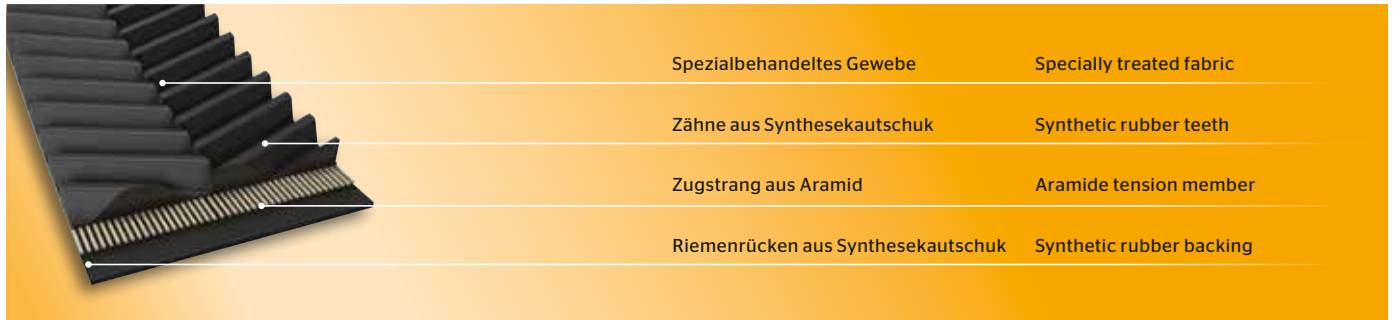 Spezialbehandeltes Gewebe Specially treated fabric
Zähne aus Synthesekautschuk Synthetic rubber teeth
Zugstrang aus Aramid Aramide tension member
Riemenrücken aus Synthesekautschuk Synthetic rubber backing